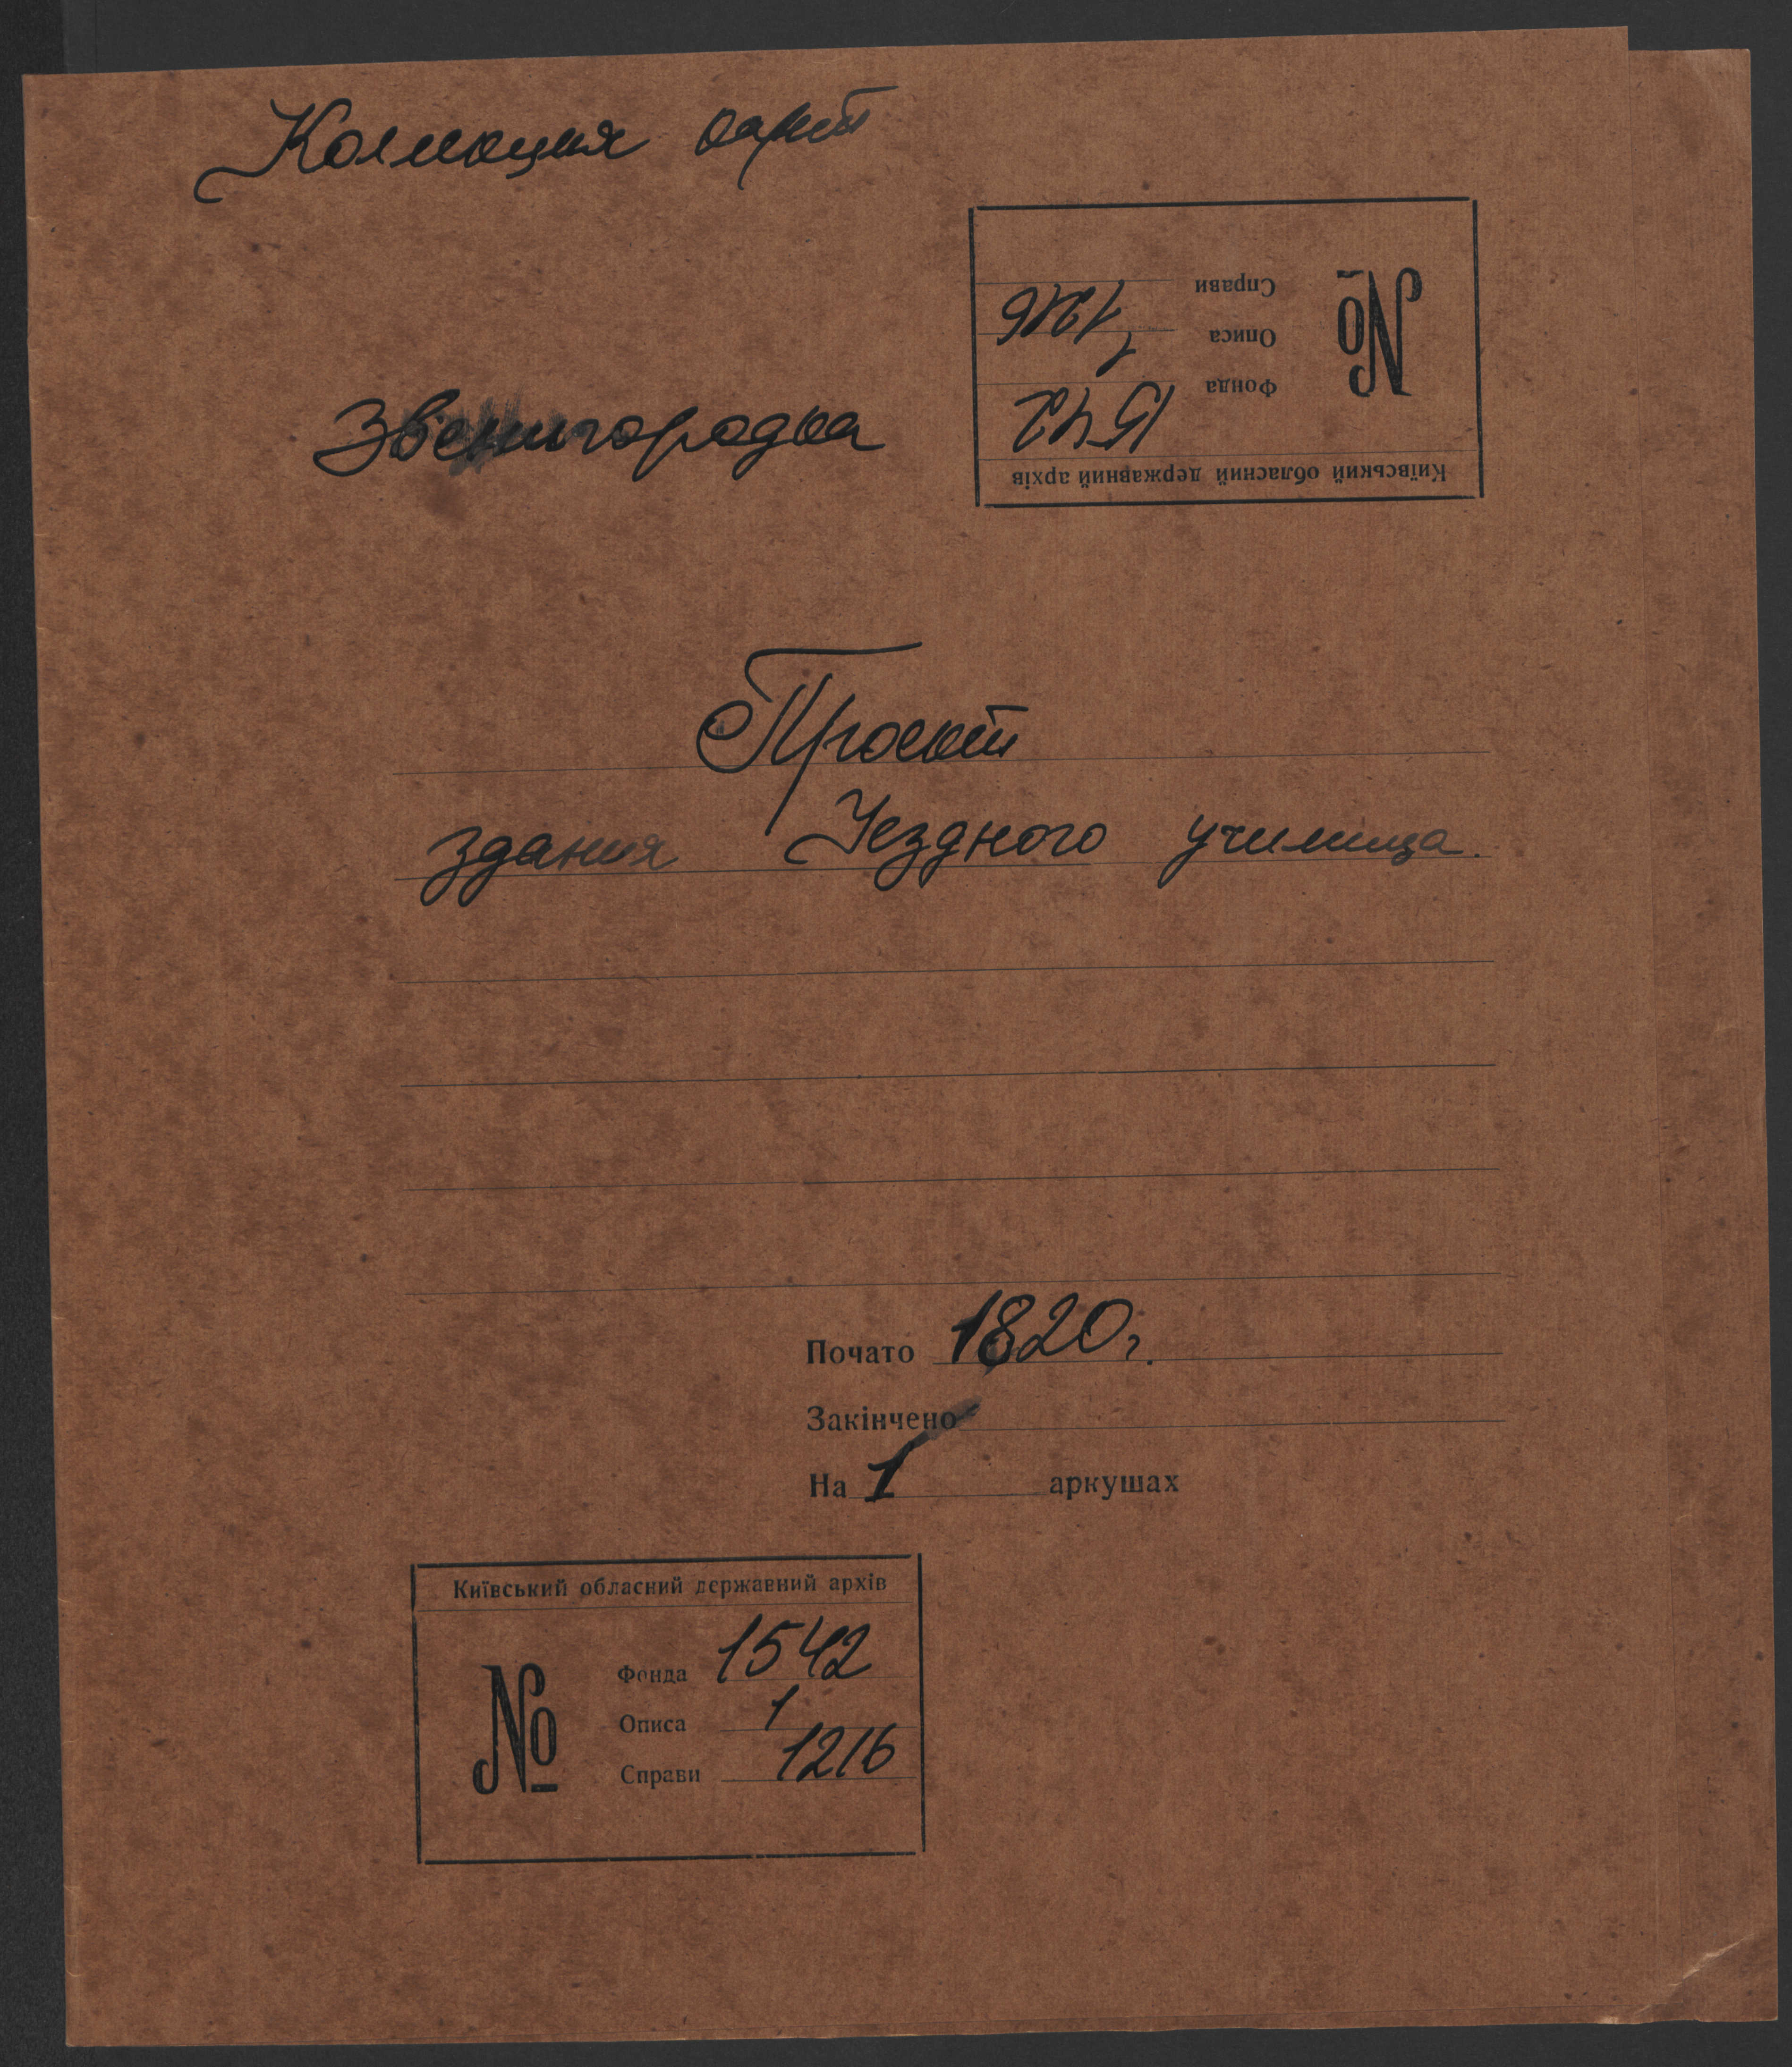 Коллекция карт
Київський обласний державний архів
№
Фонда 1542
Описа 1
Справи 1216
Звенигородка
Проект
здания Уездного училища.
Почато 1820 г.
Закінчено
На 1 аркушах
Київський обласний державний архів
№
Фонда 1542
Описа 1
Справи 1216